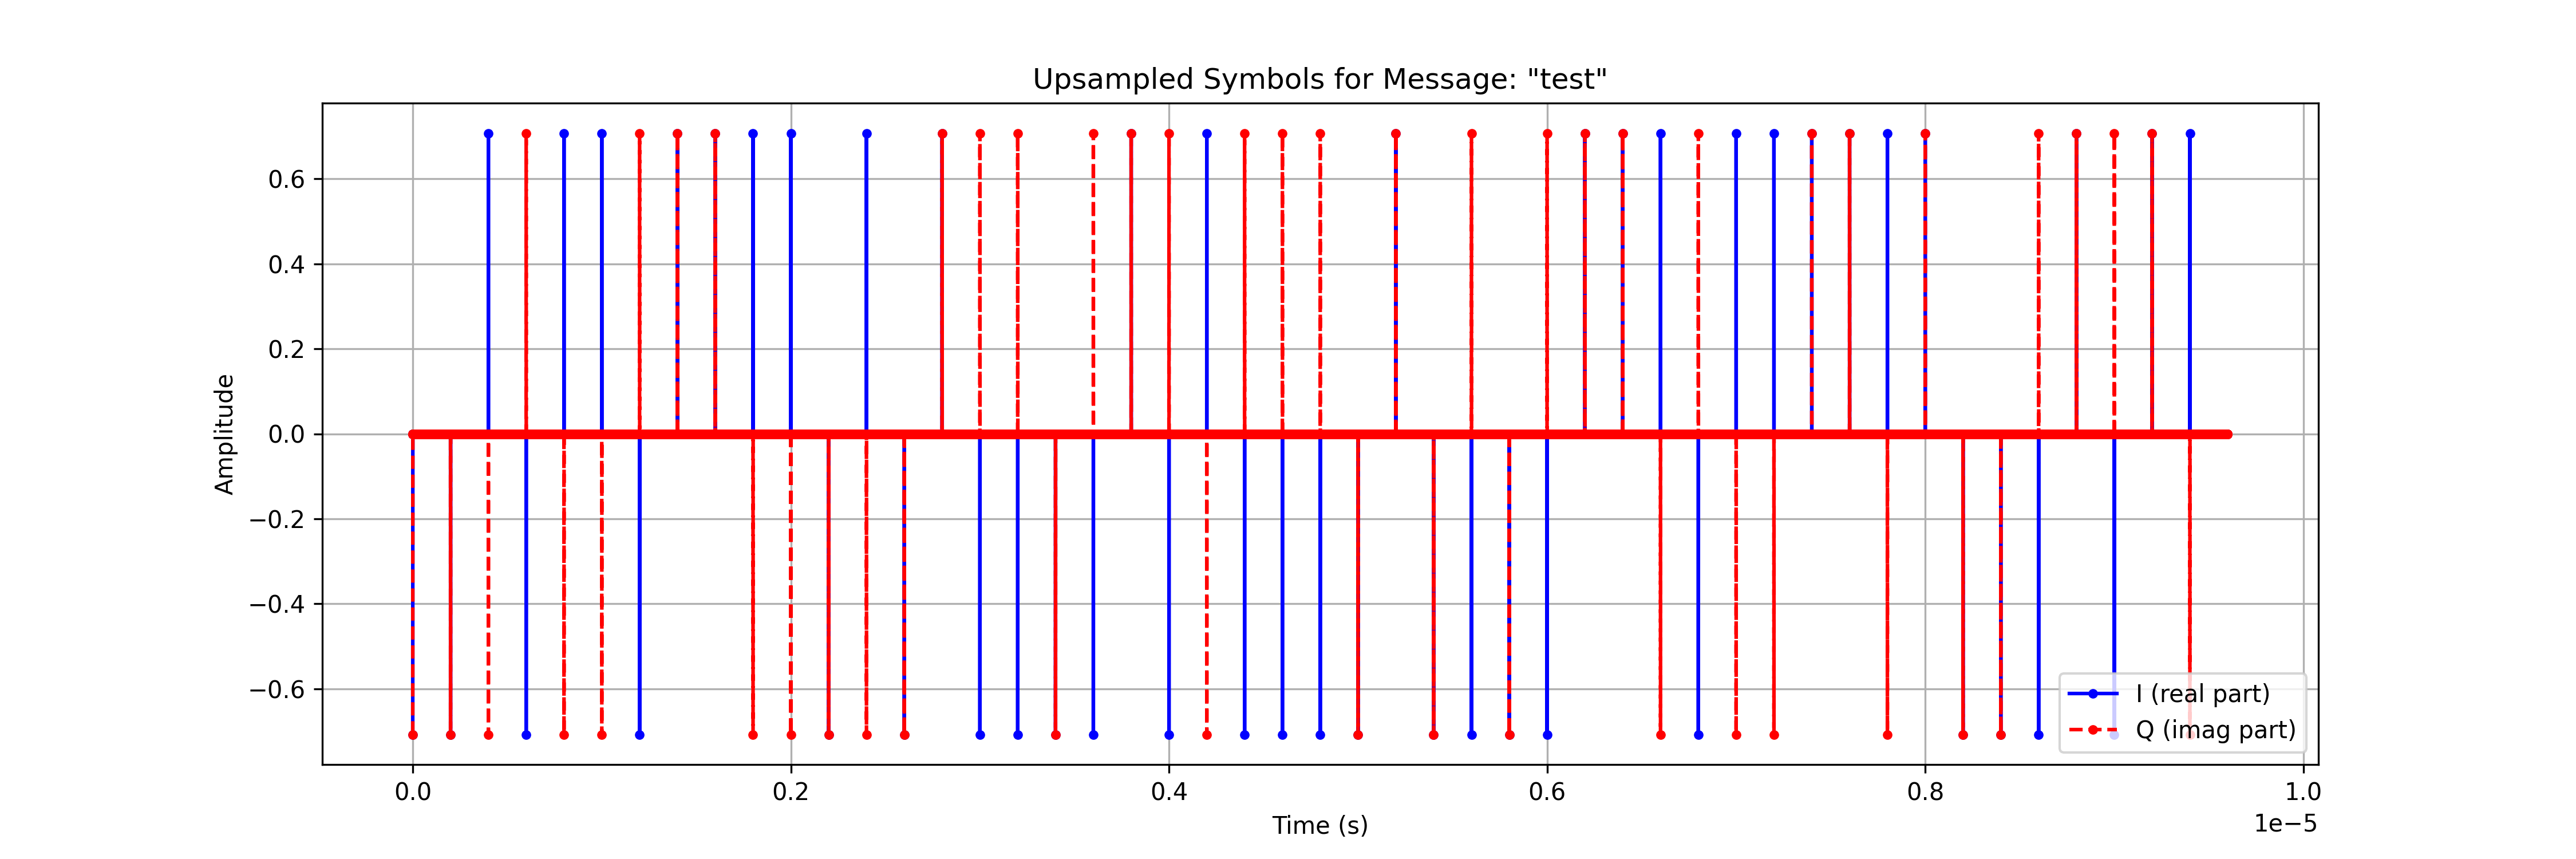 Upsampled Symbols for Message: "test"
Amplitude
0.6
0.4
0.2
0.0
−0.2
−0.4
−0.6
I (real part)
Q (imag part)
0.0 0.2 0.4 0.6 0.8 1.0
1e−5
Time (s)